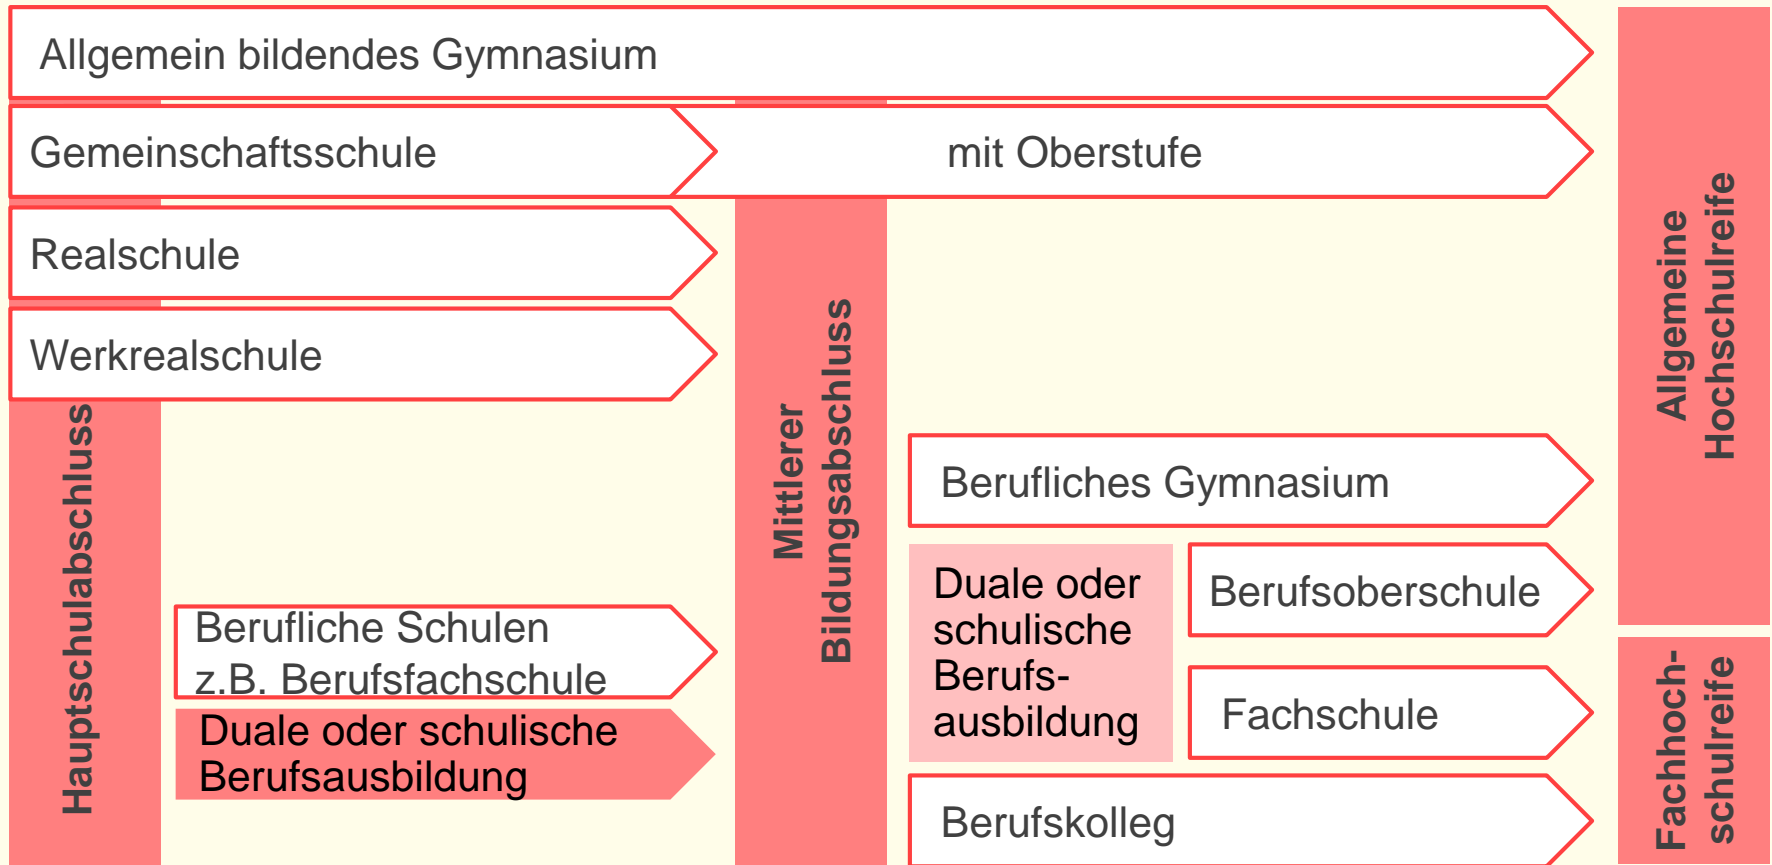 Allgemein bildendes Gymnasium
Gemeinschaftsschule
mit Oberstufe
Realschule
Werkrealschule
Hauptschulabschluss
Berufliche Schulen
z.B. Berufsfachschule
Duale oder schulische
Berufsausbildung
Mittlerer
Bildungsabschluss
Berufliches Gymnasium
Duale oder
schulische
Berufs-
ausbildung
Berufsoberschule
Fachschule
Berufskolleg
Allgemeine
Hochschulreife
Fachhoch-
schulreife